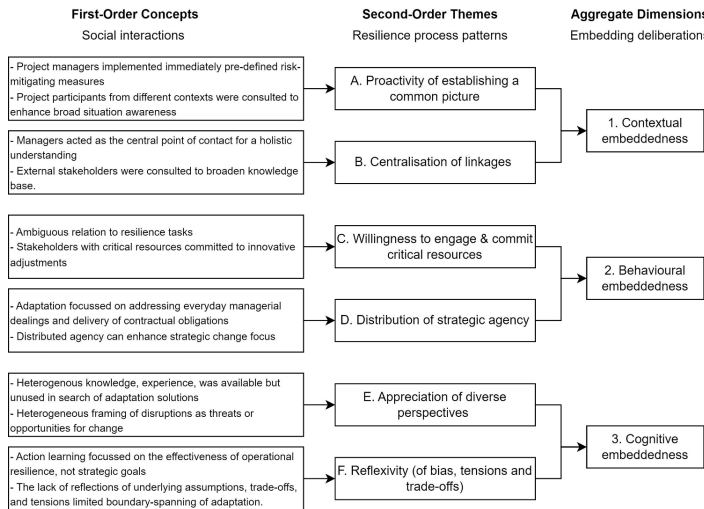 First-Order Concepts
Second-Order Themes
Aggregate Dimensions
Social interactions
Resilience process patterns
Embedding deliberations
- Project managers implemented immediately pre-defined risk-
mitigating measures
- Project participants from different contexts were consulted to
enhance broad situation awareness
A. Proactivity of establishing a
common picture
1. Contextual
embeddedness
- Managers acted as the central point of contact for a holistic
understanding
- External stakeholders were consulted to broaden knowledge
base.
B. Centralisation of linkages
- Ambiguous relation to resilience tasks
- Stakeholders with critical resources committed to innovative
adjustments
C. Willingness to engage & commit
critical resources
2. Behavioural
embeddedness
- Adaptation focussed on addressing everyday managerial
dealings and delivery of contractual obligations
- Distributed agency can enhance strategic change focus
D. Distribution of strategic agency
- Heterogenous knowledge, experience, was available but
unused in search of adaptation solutions
- Heterogeneous framing of disruptions as threats or
opportunities for change
E. Appreciation of diverse
perspectives
3. Cognitive
embeddedness
- Action learning focussed on the effectiveness of operational
resilience, not strategic goals
- The lack of reflections of underlying assumptions, trade-offs,
and tensions limited boundary-spanning of adaptation.
F. Reflexivity (of bias, tensions and
trade-offs)